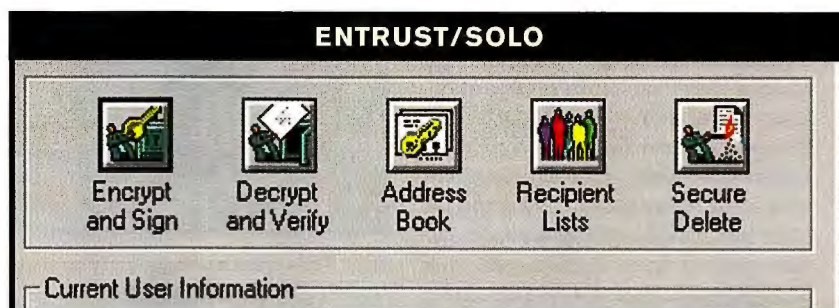 ENTRUST/SOLO
Encrypt and Sign
Decrypt and Verify
Address Book
Recipient Lists
Secure Delete
Current User Information